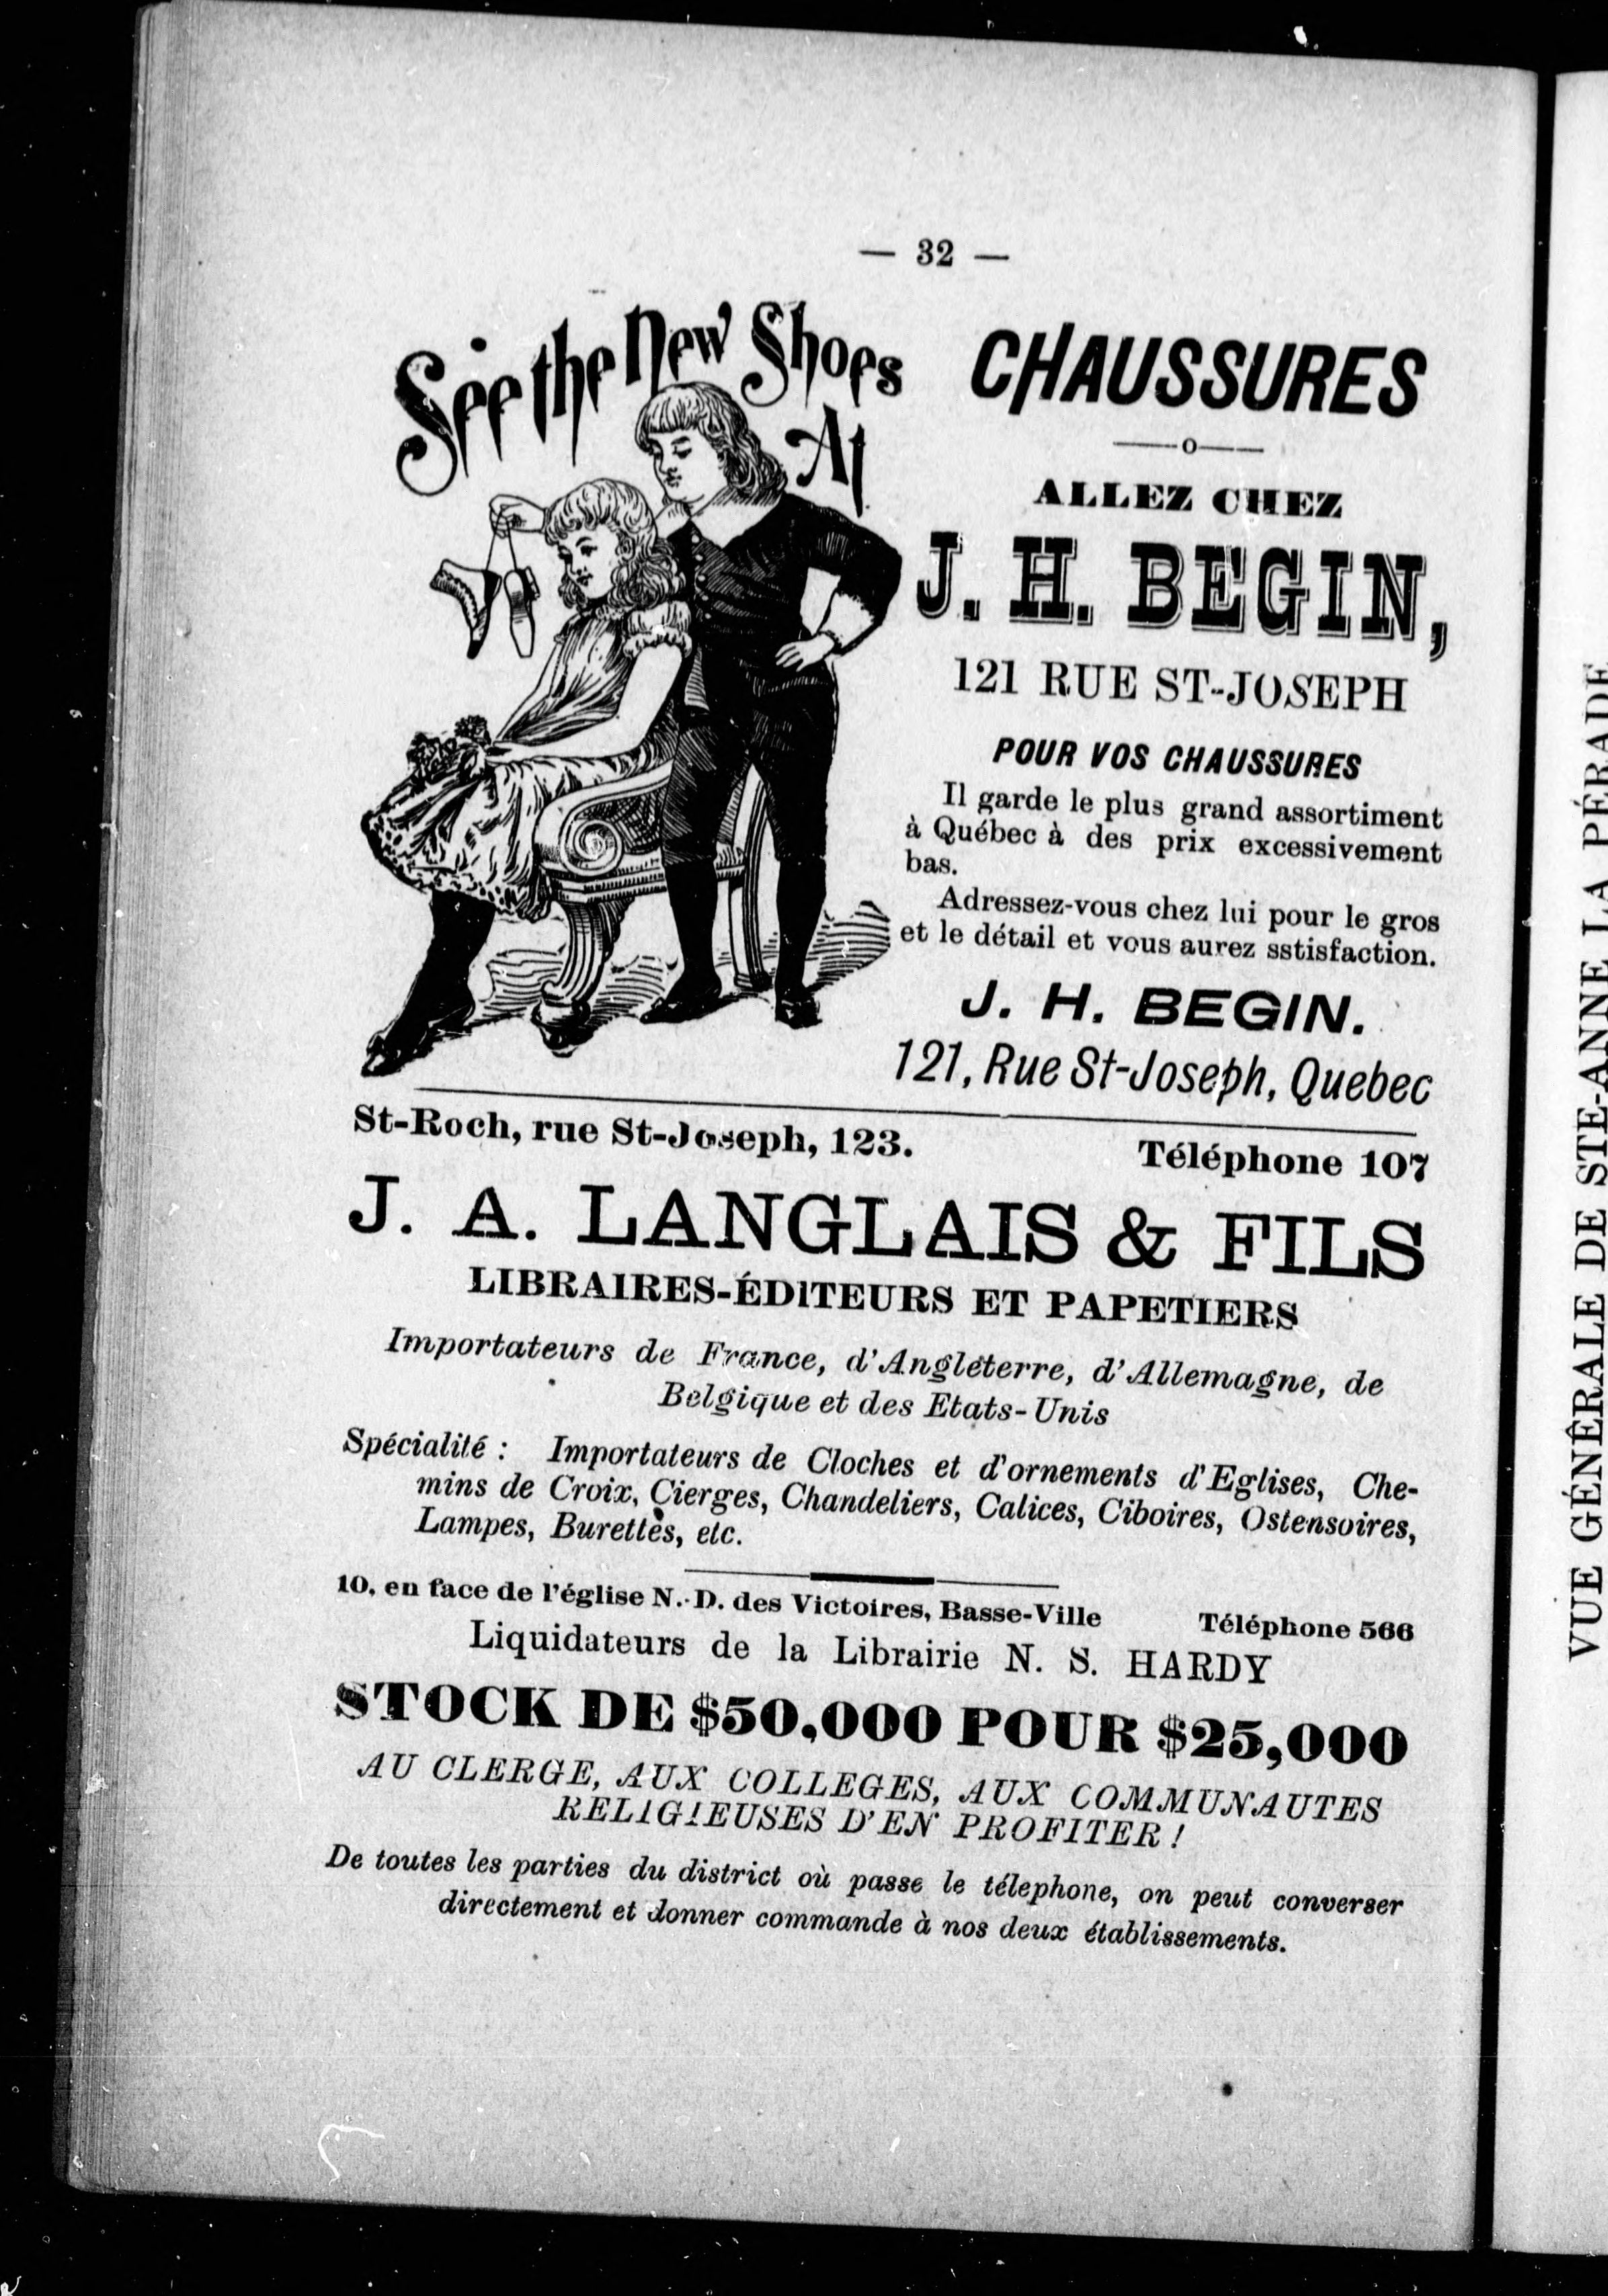 — 32 —
See the New Shoes
At
CHAUSSURES
—o—
ALLEZ CHEZ
J. H. BEGIN,
121 RUE ST-JOSEPH
POUR VOS CHAUSSURES
Il garde le plus grand assortiment
à Québec à des prix excessivement
bas.
Adressez-vous chez lui pour le gros
et le détail et vous aurez sstisfaction.
J. H. BEGIN.
121, Rue St-Joseph, Quebec
St-Roch, rue St-Joseph, 123. Téléphone 107
J. A. LANGLAIS & FILS
LIBRAIRES-ÉDITEURS ET PAPETIERS
Importateurs de France, d'Angleterre, d'Allemagne, de
Belgique et des Etats-Unis
Spécialité : Importateurs de Cloches et d'ornements d'Eglises, Che-
mins de Croix, Cierges, Chandeliers, Calices, Ciboires, Ostensoires,
Lampes, Burettes, etc.
10, en face de l'église N.-D. des Victoires, Basse-Ville Téléphone 566
Liquidateurs de la Librairie N. S. HARDY
STOCK DE $50,000 POUR $25,000
AU CLERGE, AUX COLLEGES, AUX COMMUNAUTES
RELIGIEUSES D'EN PROFITER !
De toutes les parties du district où passe le télephone, on peut converser
directement et donner commande à nos deux établissements.
VUE GÉNÊRALE DE STE-ANNE LA PÉRADE